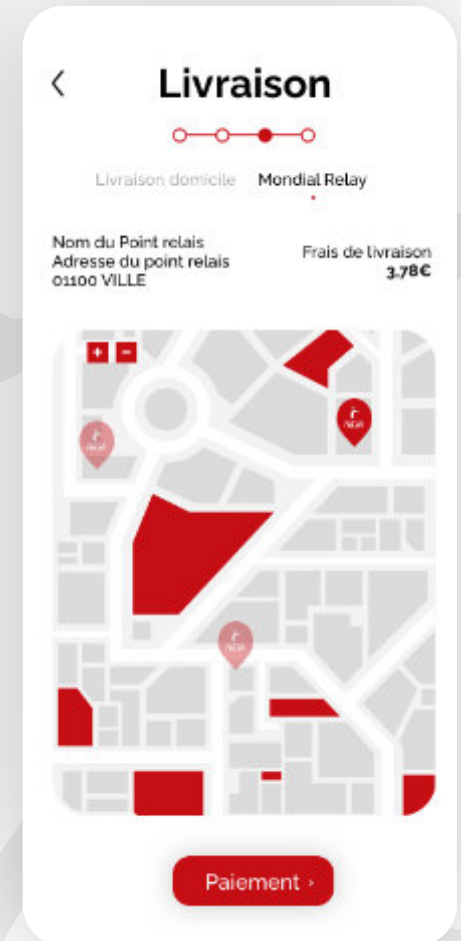 Livraison
Livraison domicile Mondial Relay
Nom du Point relais
Adresse du point relais
01100 VILLE
Frais de livraison
3,78€
+ -
Paiement ›